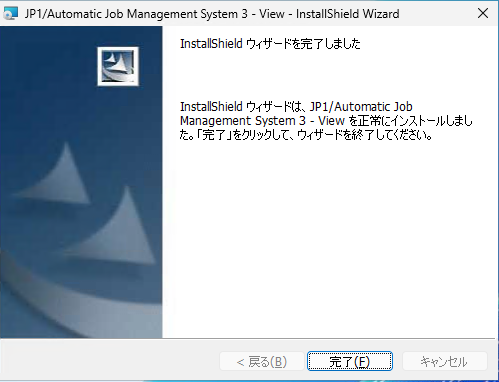 JP1/Automatic Job Management System 3 - View - InstallShield Wizard
InstallShield ウィザードを完了しました
InstallShield ウィザードは、JP1/Automatic Job
Management System 3 - View を正常にインストールしまし
た。「完了」をクリックして、ウィザードを終了してください。
< 戻る(B) 完了(F) キャンセル